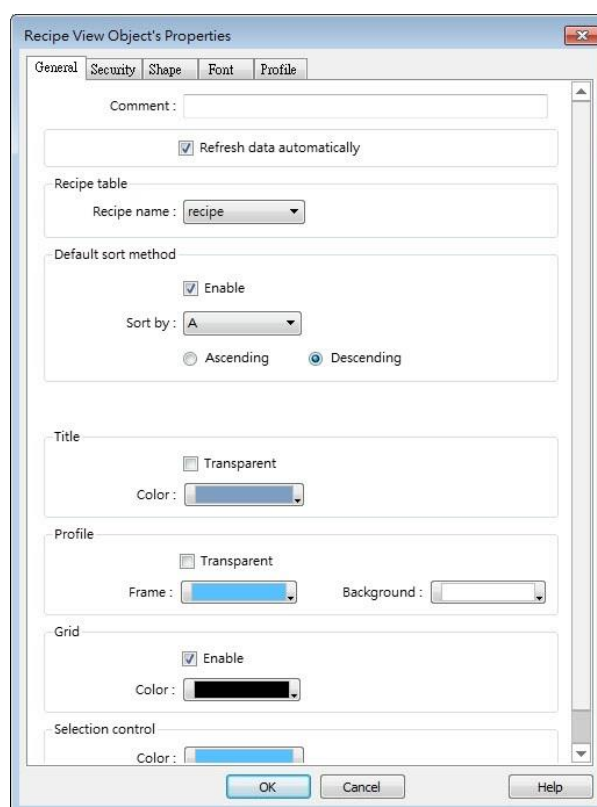 Recipe View Object's Properties
General Security Shape Font Profile
Comment :
Refresh data automatically
Recipe table
Recipe name : recipe
Default sort method
Enable
Sort by : A
Ascending Descending
Title
Transparent
Color :
Profile
Transparent
Frame : Background :
Grid
Enable
Color :
Selection control
Color :
OK Cancel Help